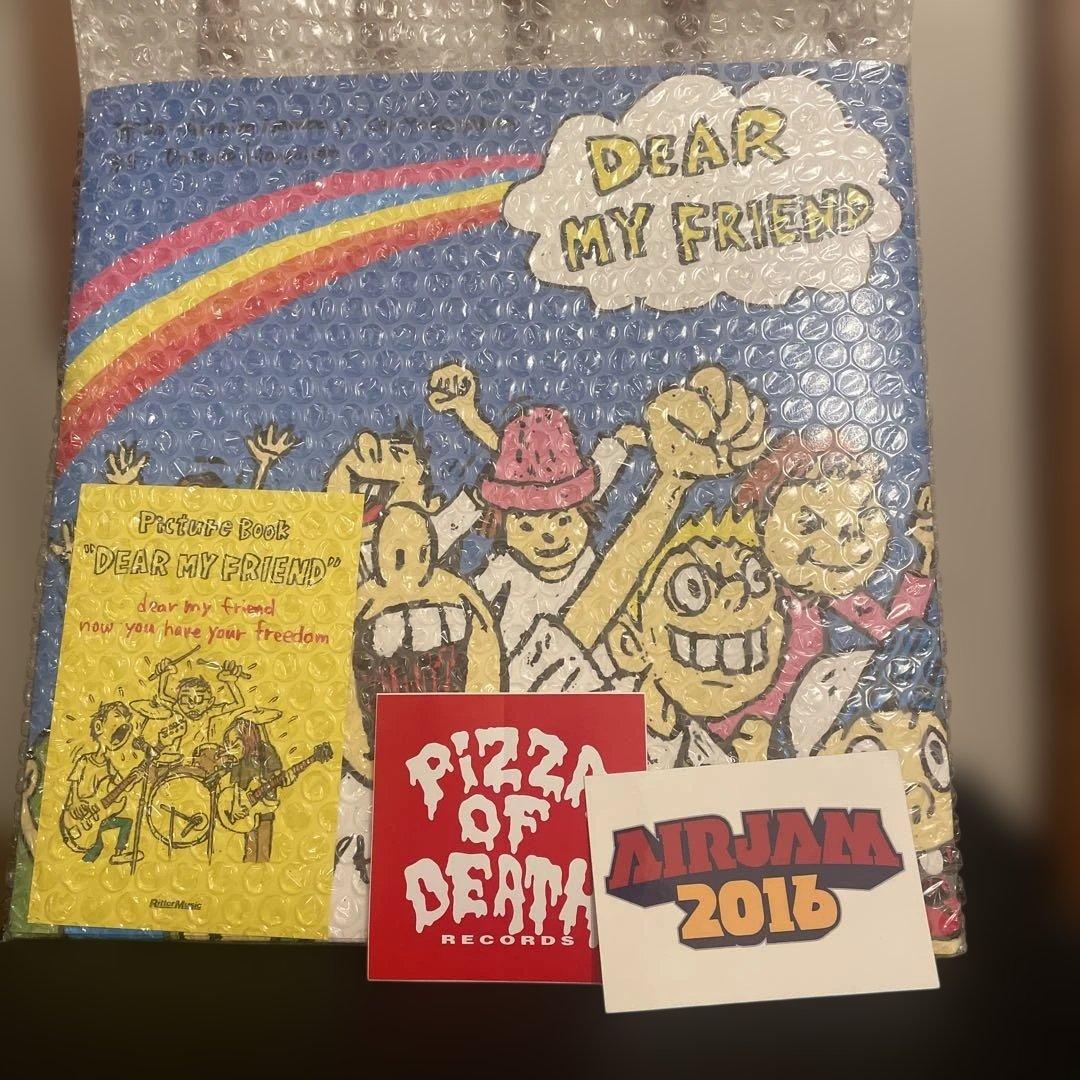 DEAR
MY FRIEND
Picture Book
"DEAR MY FRIEND"
dear my friend
now you have your freedom
RittorMusic
PiZZA
OF
DEATH
RECORDS
AIRJAM
2016